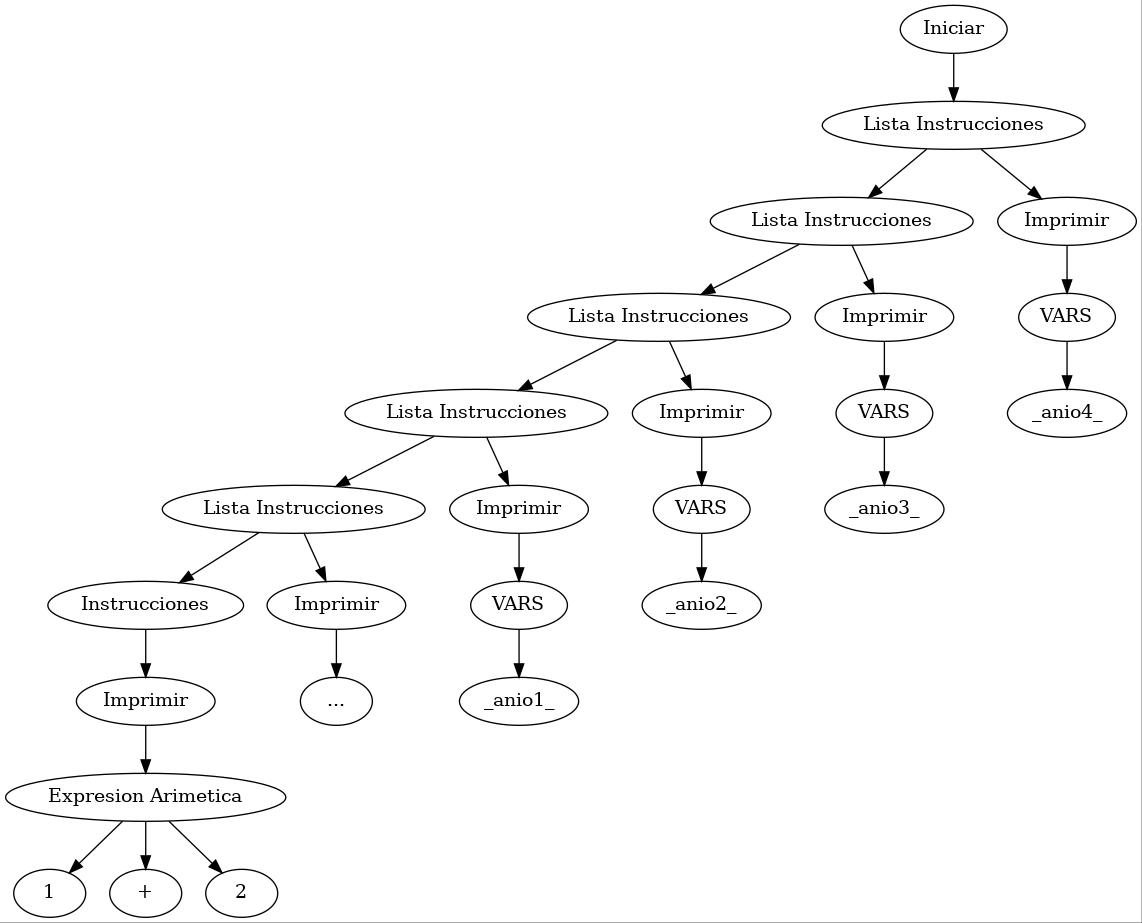 Iniciar
Lista Instrucciones
Lista Instrucciones Imprimir
Lista Instrucciones Imprimir VARS
Lista Instrucciones Imprimir VARS _anio4_
Lista Instrucciones Imprimir VARS _anio3_
Instrucciones Imprimir VARS _anio2_
Imprimir ... _anio1_
Expresion Arimetica
1 + 2